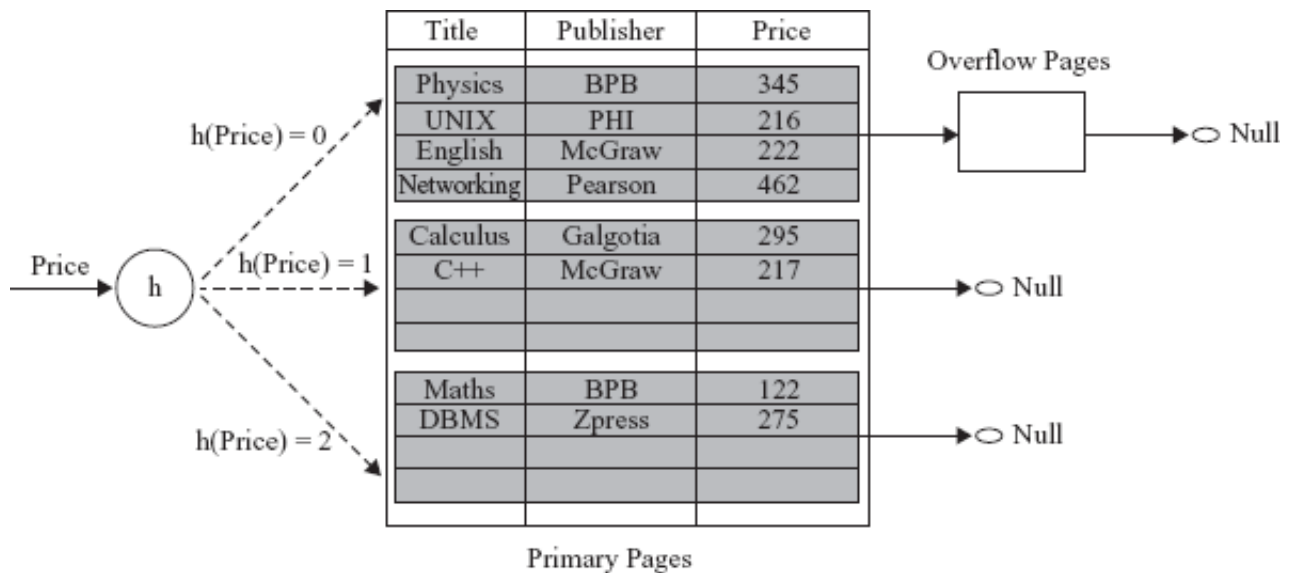 Title Publisher Price
Overflow Pages
Physics BPB 345
h(Price) = 0
UNIX PHI 216
Null
English McGraw 222
Networking Pearson 462
Calculus Galgotia 295
Price
h
h(Price) = 1
C++ McGraw 217
Null
Maths BPB 122
DBMS Zpress 275
h(Price) = 2
Null
Primary Pages